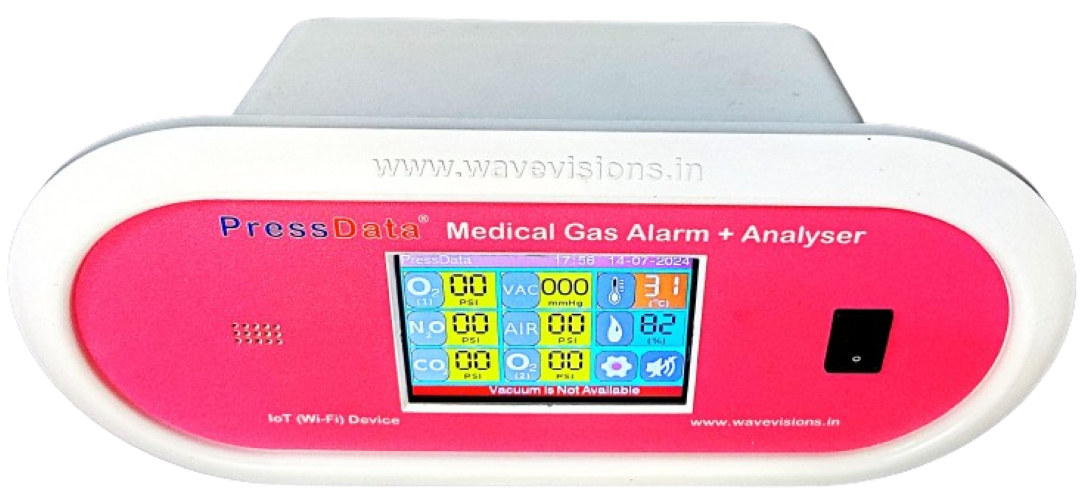 www.wavevisions.in
PressData® Medical Gas Alarm + Analyser
PressData 17:56 14-07-2024
O₂ (1) 00 PSI VAC 000 mmHg 31 (°C)
N₂O 00 PSI AIR 00 PSI 82 (%)
CO₂ 00 PSI O₂ (2) 00 PSI
Vacuum is Not Available
IoT (Wi-Fi) Device
www.wavevisions.in